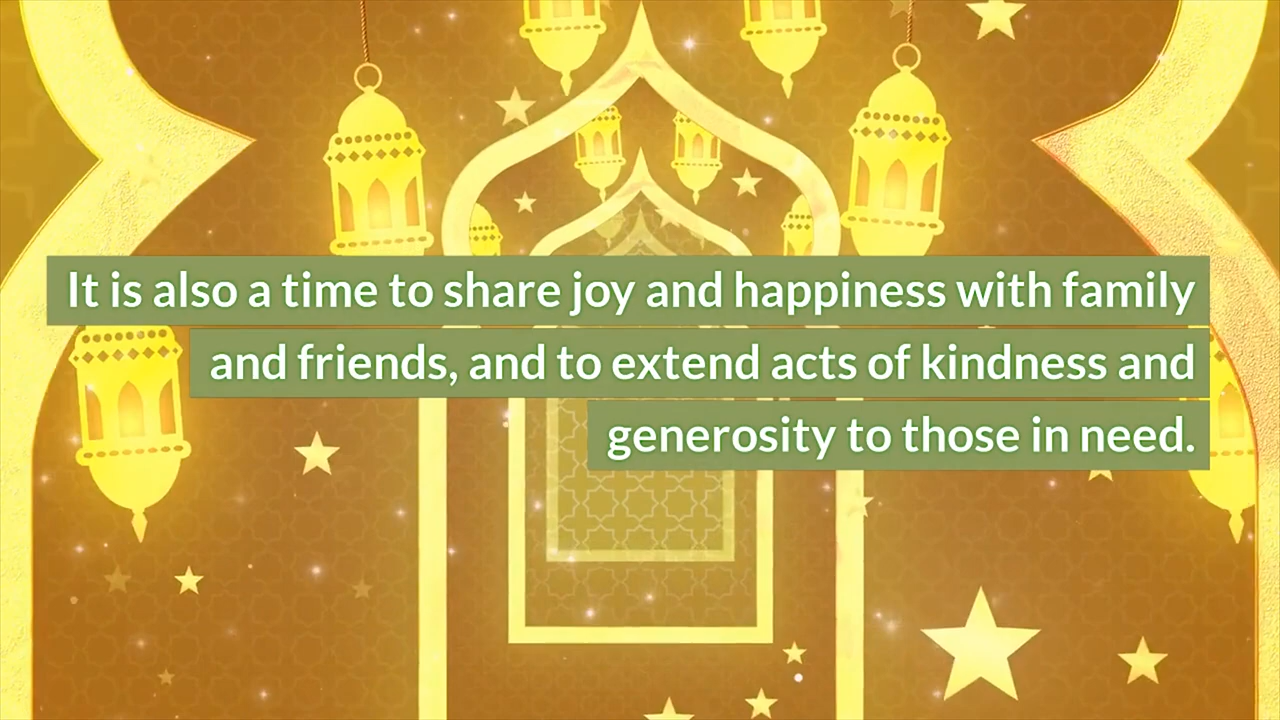 It is also a time to share joy and happiness with family
and friends, and to extend acts of kindness and
generosity to those in need.